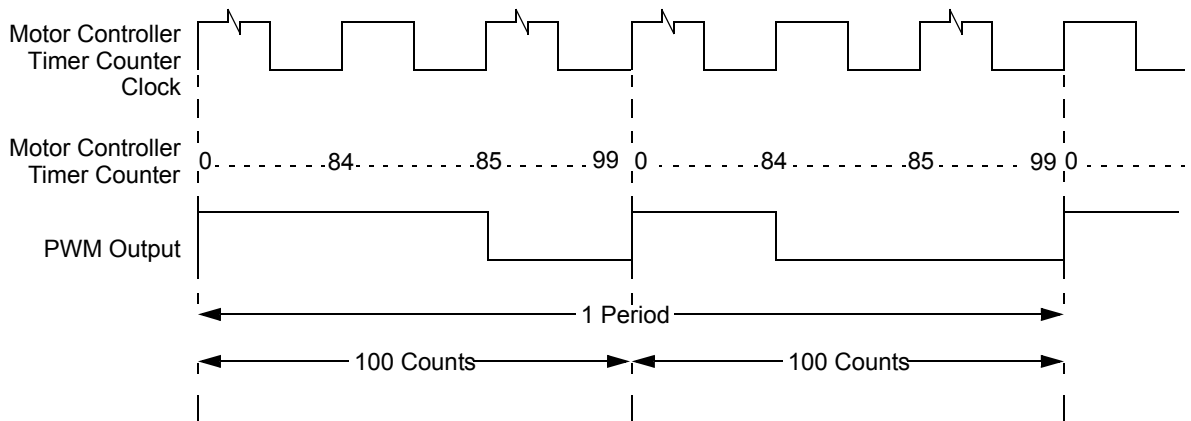 Motor Controller
Timer Counter
Clock
Motor Controller
Timer Counter
0 84 85 99 0 84 85 99 0
PWM Output
1 Period
100 Counts 100 Counts